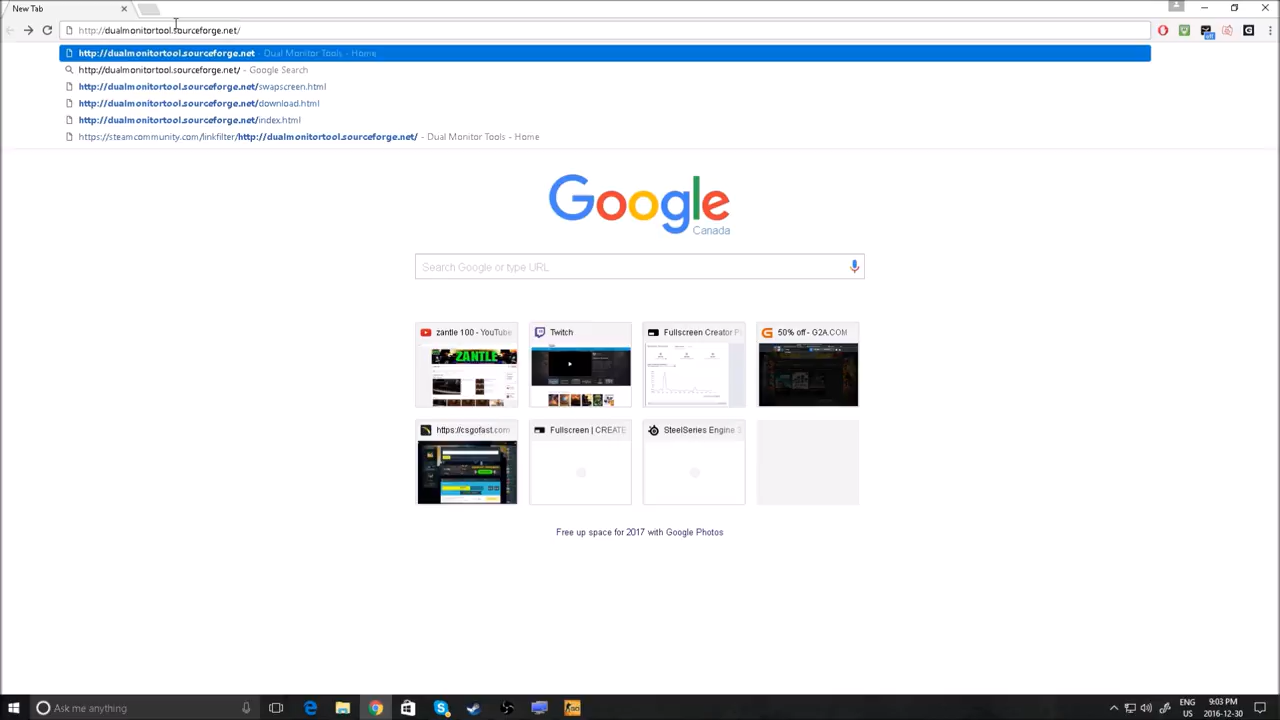 New Tab
http://dualmonitortool.sourceforge.net/
off
http://dualmonitortool.sourceforge.net - Dual Monitor Tools - Home
http://dualmonitortool.sourceforge.net/ - Google Search
http://dualmonitortool.sourceforge.net/swapscreen.html
http://dualmonitortool.sourceforge.net/download.html
http://dualmonitortool.sourceforge.net/index.html
https://steamcommunity.com/linkfilter/http://dualmonitortool.sourceforge.net/ - Dual Monitor Tools - Home
Google
Canada
Search Google or type URL
zantle 100 - YouTube
Twitch
Fullscreen Creator P
50% off - G2A.COM
ZANTLE
https://csgofast.com
Fullscreen | CREATE
SteelSeries Engine
Free up space for 2017 with Google Photos
Ask me anything
ENG
US
9:03 PM
2016-12-30